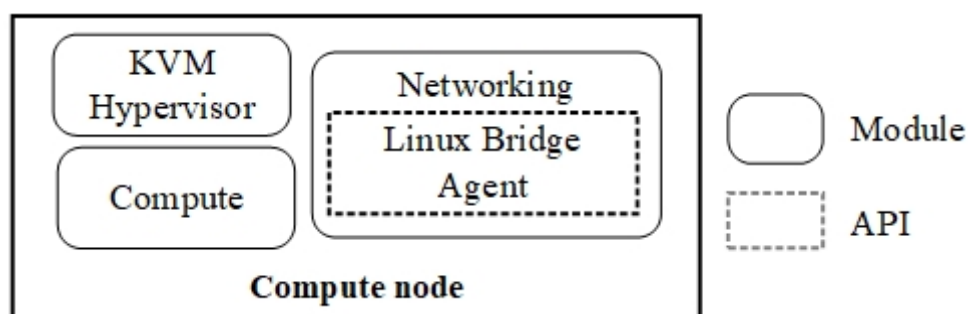 KVM
Hypervisor
Networking
Linux Bridge
Agent
Compute
Compute node
Module
API